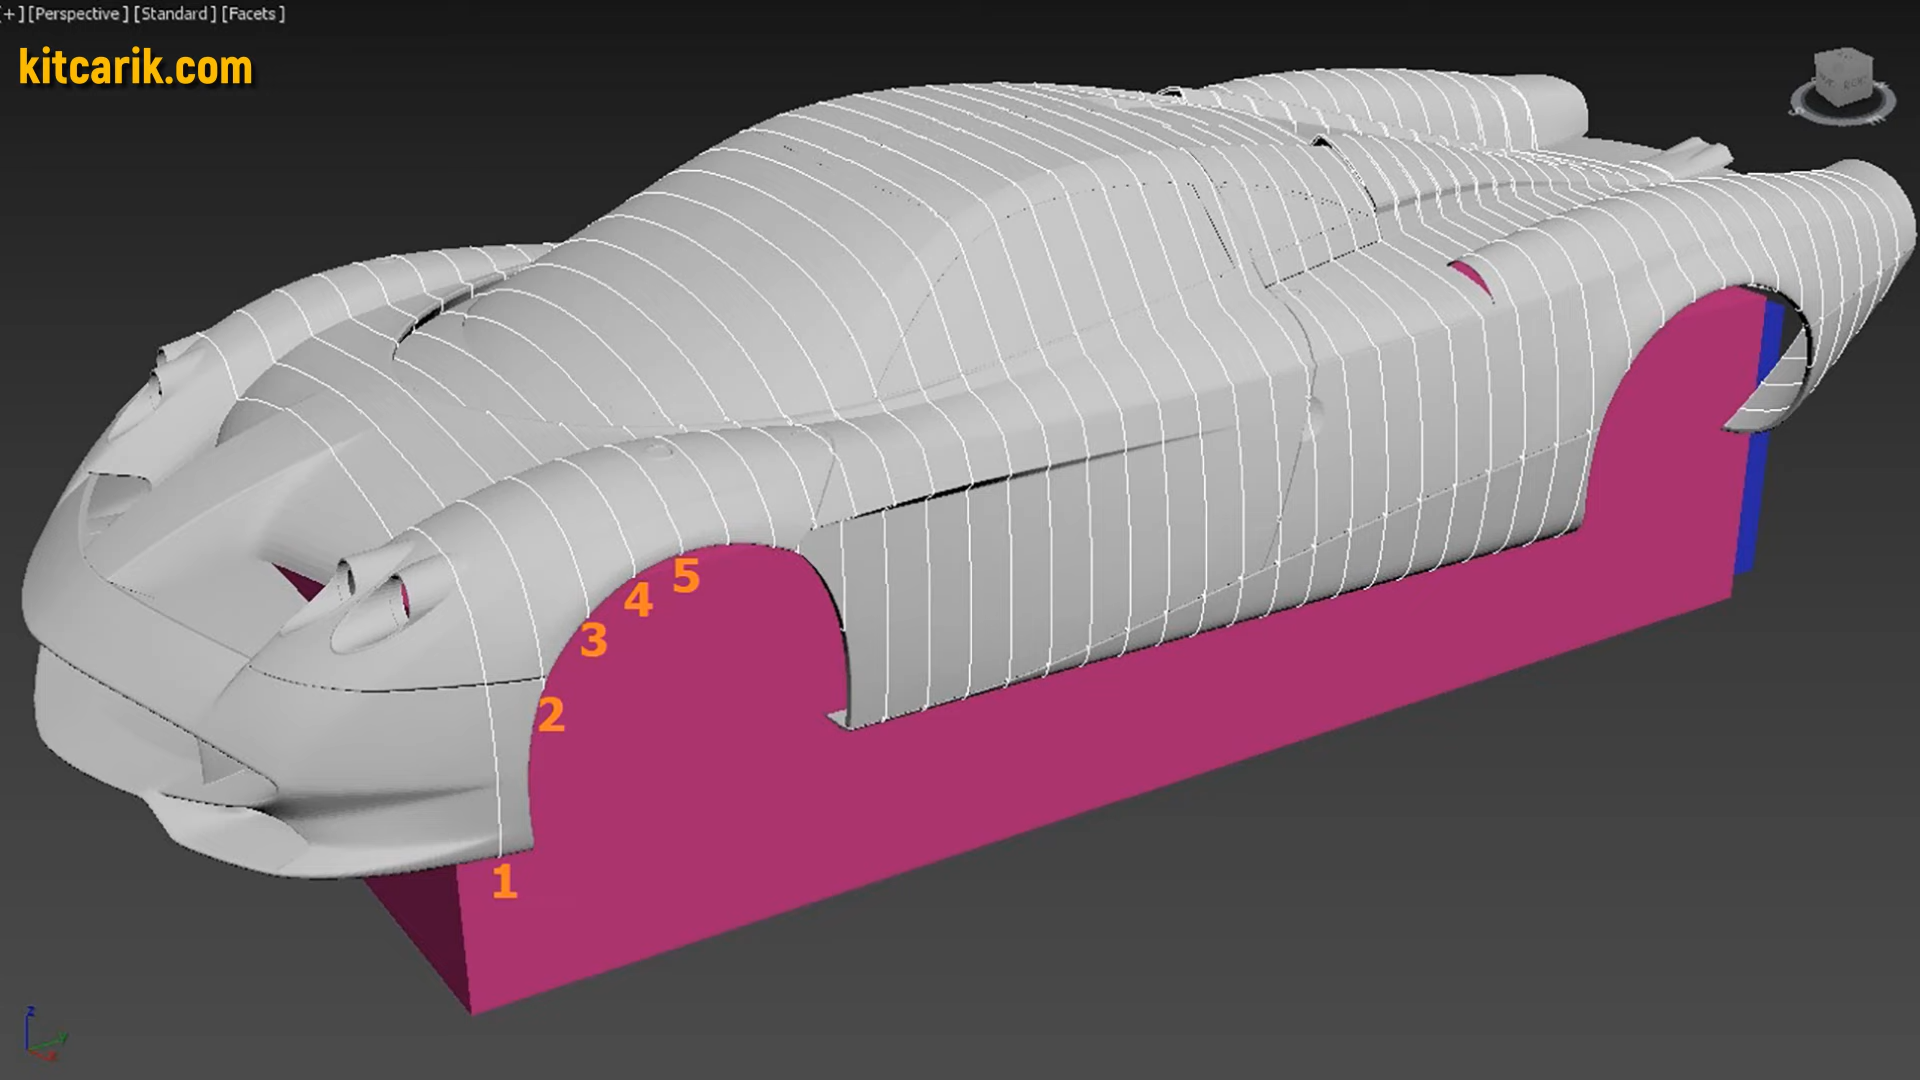 [+] [Perspective] [Standard] [Facets]
kitcarik.com
5
4
3
2
1
Z
Y
X